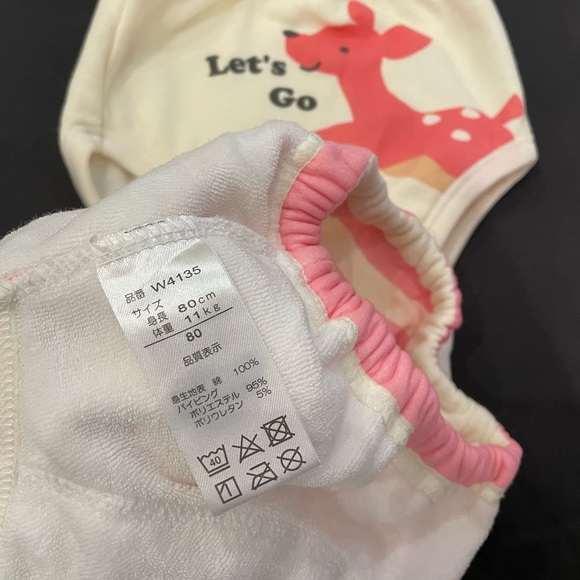 Let's
Go
品番 W4135
サイズ
身長 80cm
体重 11kg
80
品質表示
身生地表 綿 100%
パイピング
ポリエステル 95%
ポリウレタン 5%
40